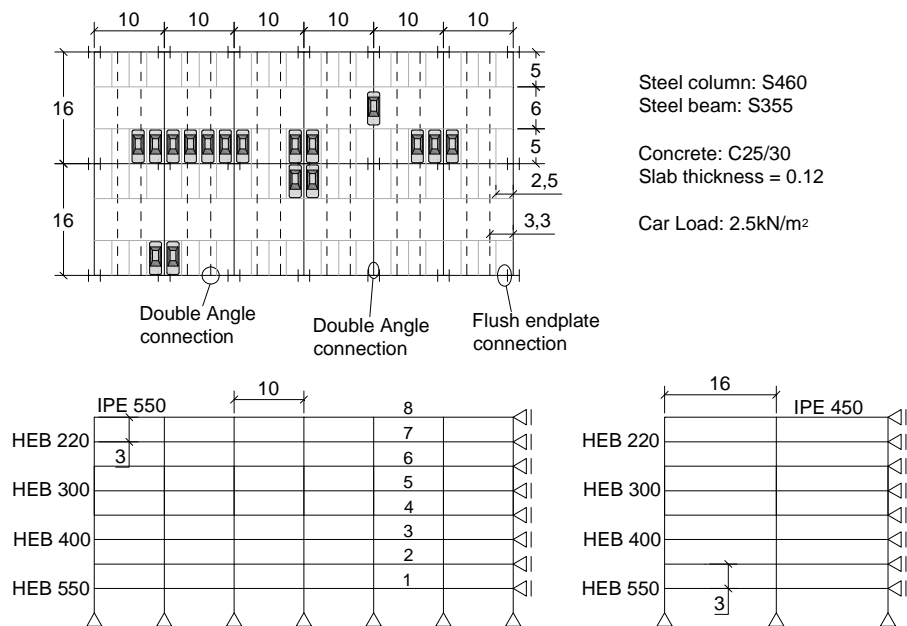 10 10 10 10 10 10
16
16
5
6
5
2,5
3,3
Steel column: S460
Steel beam: S355
Concrete: C25/30
Slab thickness = 0.12
Car Load: 2.5kN/m²
Double Angle
connection
Double Angle
connection
Flush endplate
connection
IPE 550
10
8
7
6
5
4
3
2
1
HEB 220
HEB 300
HEB 400
HEB 550
3
16
IPE 450
HEB 220
HEB 300
HEB 400
HEB 550
3